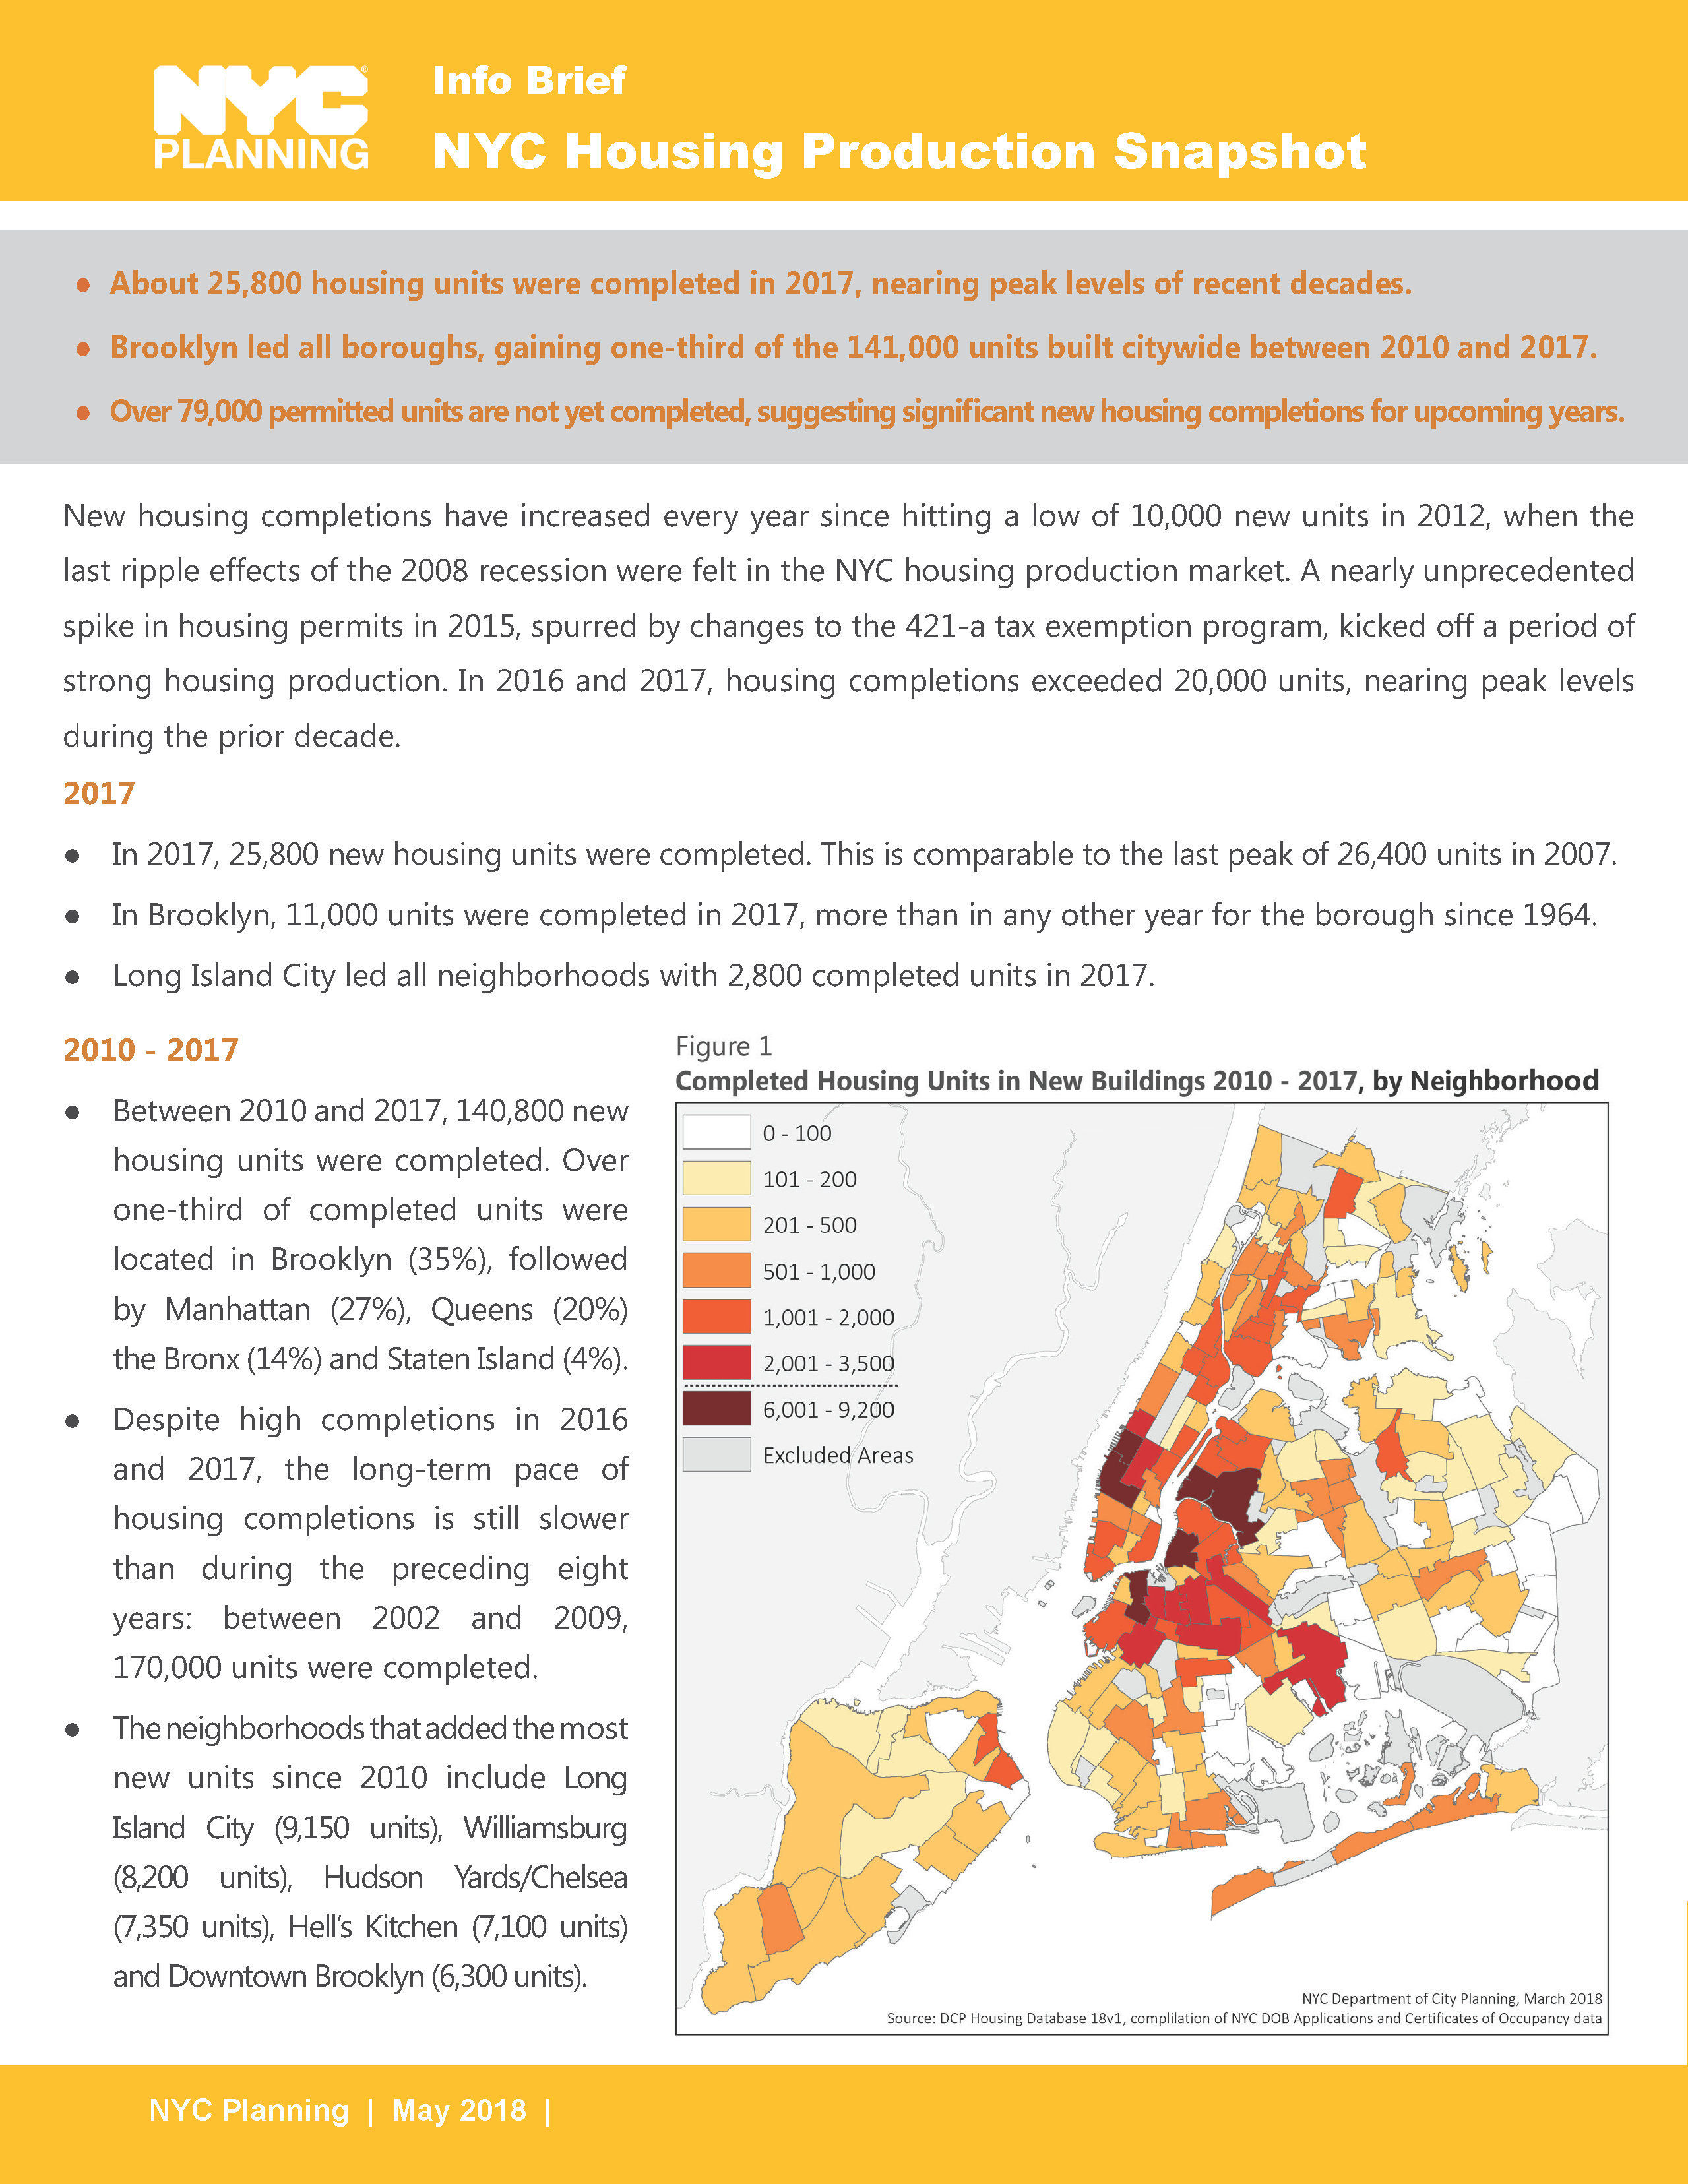 NYC®
PLANNING
Info Brief
NYC Housing Production Snapshot
● About 25,800 housing units were completed in 2017, nearing peak levels of recent decades.
● Brooklyn led all boroughs, gaining one-third of the 141,000 units built citywide between 2010 and 2017.
● Over 79,000 permitted units are not yet completed, suggesting significant new housing completions for upcoming years.
New housing completions have increased every year since hitting a low of 10,000 new units in 2012, when the
last ripple effects of the 2008 recession were felt in the NYC housing production market. A nearly unprecedented
spike in housing permits in 2015, spurred by changes to the 421-a tax exemption program, kicked off a period of
strong housing production. In 2016 and 2017, housing completions exceeded 20,000 units, nearing peak levels
during the prior decade.
2017
● In 2017, 25,800 new housing units were completed. This is comparable to the last peak of 26,400 units in 2007.
● In Brooklyn, 11,000 units were completed in 2017, more than in any other year for the borough since 1964.
● Long Island City led all neighborhoods with 2,800 completed units in 2017.
2010 - 2017
● Between 2010 and 2017, 140,800 new
housing units were completed. Over
one-third of completed units were
located in Brooklyn (35%), followed
by Manhattan (27%), Queens (20%)
the Bronx (14%) and Staten Island (4%).
● Despite high completions in 2016
and 2017, the long-term pace of
housing completions is still slower
than during the preceding eight
years: between 2002 and 2009,
170,000 units were completed.
● The neighborhoods that added the most
new units since 2010 include Long
Island City (9,150 units), Williamsburg
(8,200 units), Hudson Yards/Chelsea
(7,350 units), Hell's Kitchen (7,100 units)
and Downtown Brooklyn (6,300 units).
Figure 1
Completed Housing Units in New Buildings 2010 - 2017, by Neighborhood
0 - 100
101 - 200
201 - 500
501 - 1,000
1,001 - 2,000
2,001 - 3,500
6,001 - 9,200
Excluded Areas
NYC Department of City Planning, March 2018
Source: DCP Housing Database 18v1, complilation of NYC DOB Applications and Certificates of Occupancy data
NYC Planning | May 2018 |